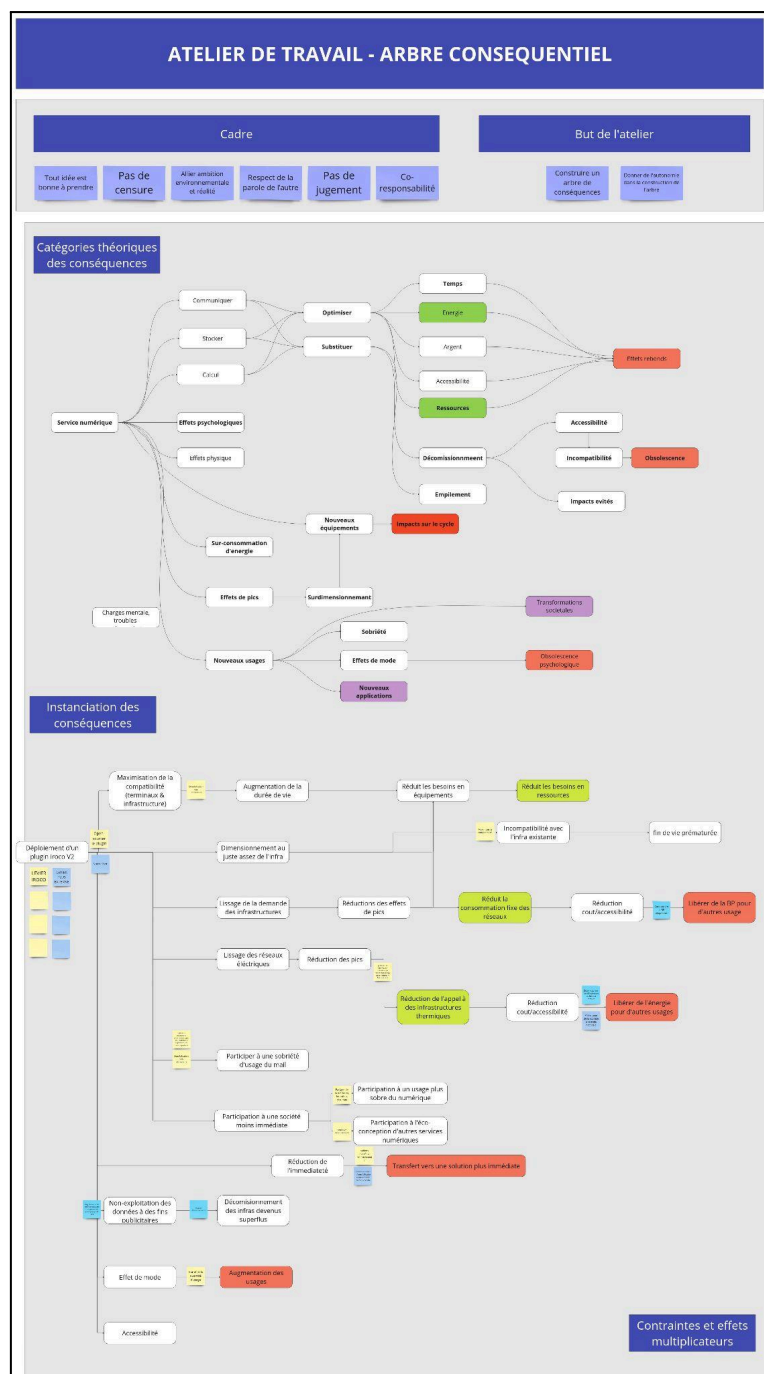 ATELIER DE TRAVAIL - ARBRE CONSEQUENTIEL
Cadre
But de l'atelier
Tout idée est
bonne à prendre
Pas de
censure
Allier ambition
environnementale
et réalité
Respect de la
parole de l'autre
Pas de
jugement
Co-
responsabilité
Construire un
arbre de
conséquences
Donner de l'autonomie
dans la construction de
l'arbre
Catégories théoriques
des conséquences
Communiquer
Stocker
Calcul
Optimiser
Substituer
Temps
Energie
Argent
Accessibilité
Ressources
Effets rebonds
Service numérique
Effets psychologiques
Effets physique
Décomissionnmeent
Empilement
Accessibilité
Incompatibilité
Obsolescence
Impacts evités
Nouveaux
équipements
Impacts sur le cycle
Sur-consommation
d'energie
Effets de pics
Surdimensionnemant
Charges mentale,
troubles
Transformations
sociétales
Sobriété
Nouveaux usages
Effets de mode
Obsolescence
psychologique
Nouveaux
applications
Instanciation des
conséquences
Maximisation de la
compatibilité
(terminaux &
infrastructure)
Augmentation de la
durée de vie
Réduit les besoins en
équipements
Réduit les besoins en
ressources
Déploiement d'un
plugin iroco V2
Dimensionnement au
juste assez de l'infra
Incompatibilité avec
l'infra existante
fin de vie prématurée
Lissage de la demande
des infrastructures
Réductions des effets
de pics
Réduit la
consommation fixe des
réseaux
Réduction
cout/accessibilité
Libérer de la BP pour
d'autres usage
Lissage des réseaux
électriques
Réduction des pics
Réduction de l'appel à
des infrastructures
thermiques
Réduction
cout/accessibilité
Libérer de l'énergie
pour d'autres usages
Participer à une sobriété
d'usage du mail
Participation à une société
moins immédiate
Participation à un usage plus
sobre du numérique
Participation à l'éco-
conception d'autres services
numériques
Réduction de
l'immediateté
Transfert vers une solution plus immédiate
Non-exploitation des
données à des fins
publicitaires
Décomisionnement
des infras devenus
superflus
Effet de mode
Augmentation des
usages
Accessibilité
Contraintes et effets
multiplicateurs